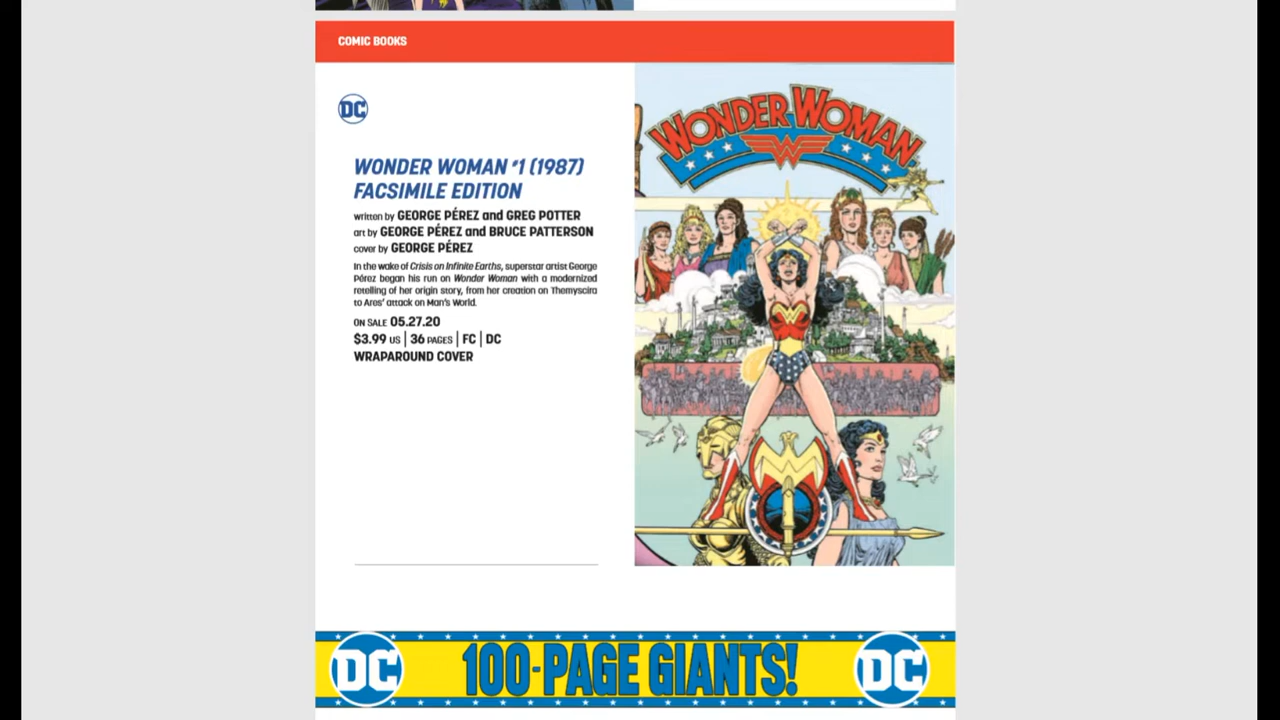 COMIC BOOKS
DC
WONDER WOMAN #1 (1987)
FACSIMILE EDITION
written by GEORGE PÉREZ and GREG POTTER
art by GEORGE PÉREZ and BRUCE PATTERSON
cover by GEORGE PÉREZ
In the wake of Crisis on Infinite Earths, superstar artist George
Pérez began his run on Wonder Woman with a modernized
retelling of her origin story, from her creation on Themyscira
to Ares' attack on Man's World.
ON SALE 05.27.20
$3.99 US | 36 PAGES | FC | DC
WRAPAROUND COVER
WONDER WOMAN
DC 100-PAGE GIANTS! DC